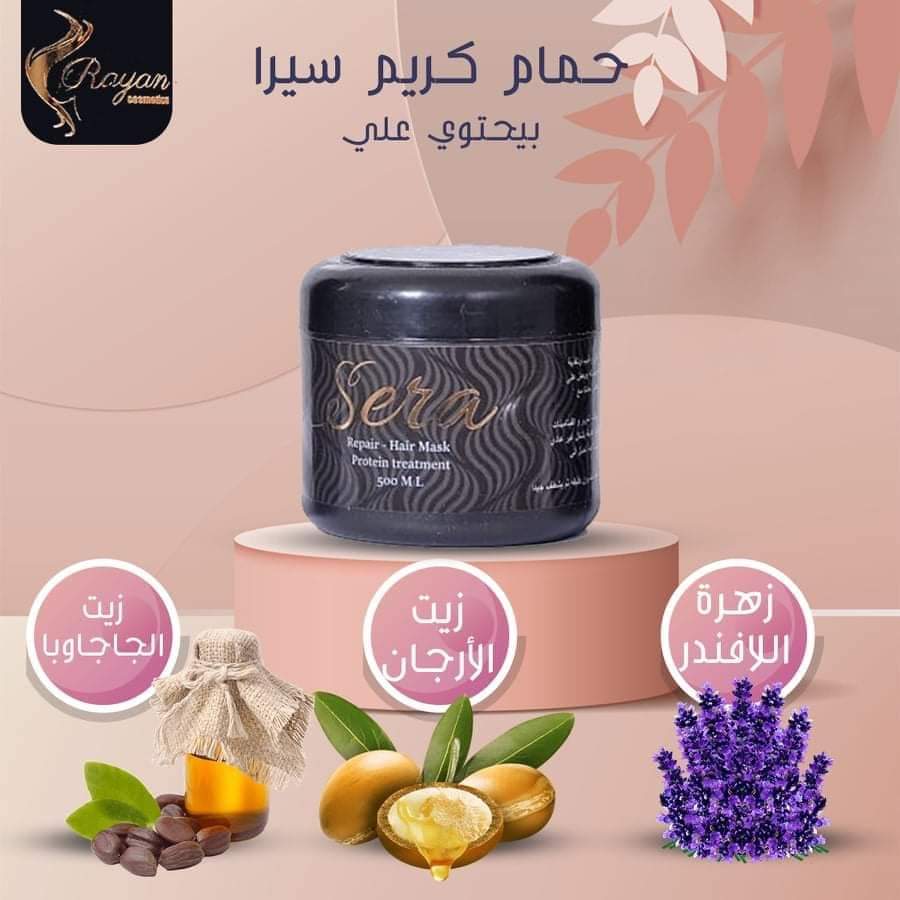 Rayan
cosmetics
حمام كريم سيرا
بيحتوي علي
Sera
Repair - Hair Mask
Protein treatment
500 M L
زيت
الجاجاوبا
زيت
الأرجان
زهرة
اللافندر